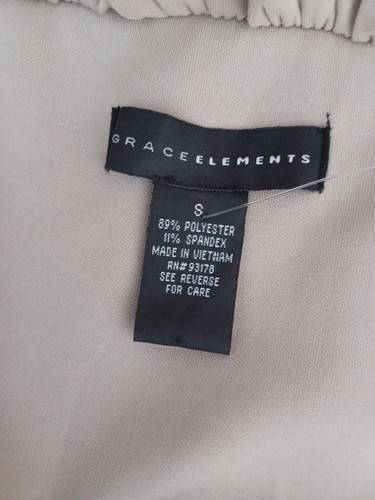 GRACE ELEMENTS
S
89% POLYESTER
11% SPANDEX
MADE IN VIETNAM
RN# 93178
SEE REVERSE
FOR CARE